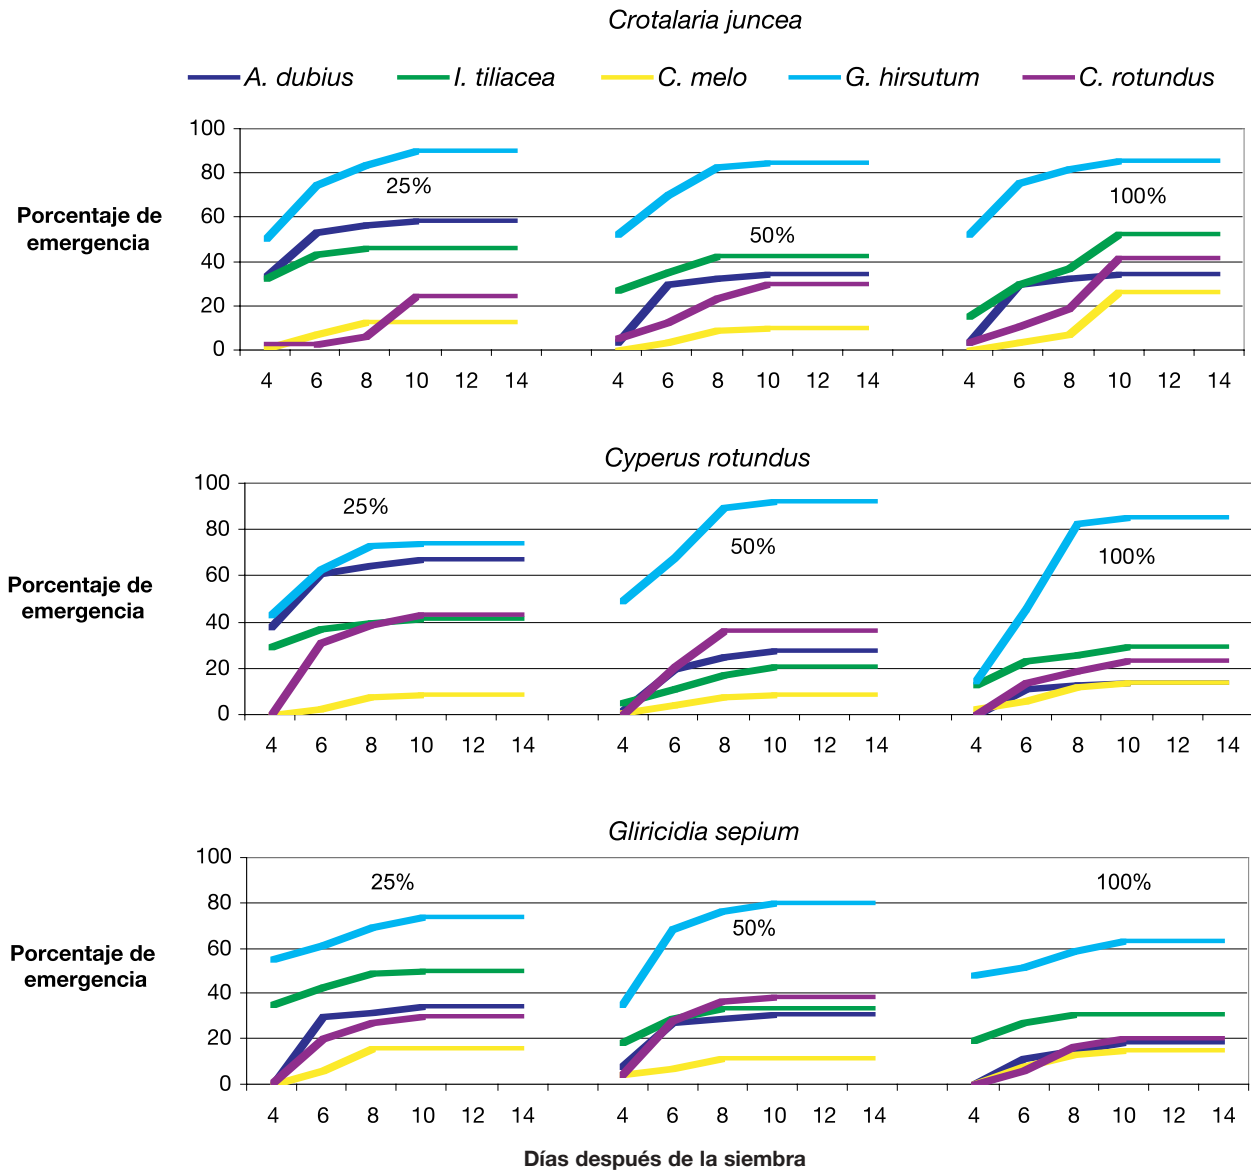 Crotalaria juncea
A. dubius I. tiliacea C. melo G. hirsutum C. rotundus
Porcentaje de
emergencia
100
80
60
40
20
0
25%
50%
100%
4 6 8 10 12 14 4 6 8 10 12 14 4 6 8 10 12 14
Cyperus rotundus
Porcentaje de
emergencia
100
80
60
40
20
0
25%
50%
100%
4 6 8 10 12 14 4 6 8 10 12 14 4 6 8 10 12 14
Gliricidia sepium
Porcentaje de
emergencia
100
80
60
40
20
0
25%
50%
100%
4 6 8 10 12 14 4 6 8 10 12 14 4 6 8 10 12 14
Días después de la siembra